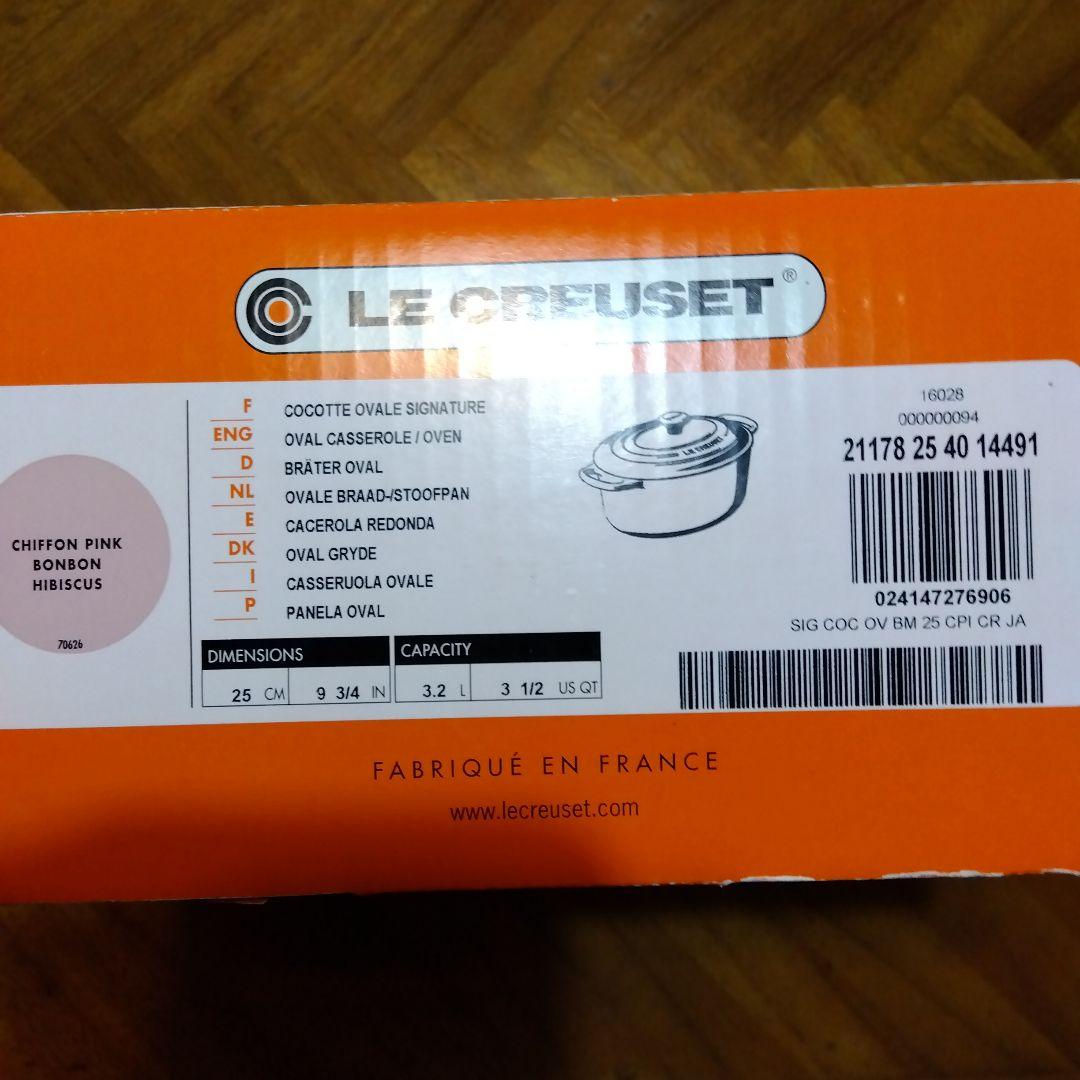 LE CREUSET®
CHIFFON PINK
BONBON
HIBISCUS
70626
F COCOTTE OVALE SIGNATURE
ENG OVAL CASSEROLE / OVEN
D BRÄTER OVAL
NL OVALE BRAAD-/STOOFPAN
E CACEROLA REDONDA
DK OVAL GRYDE
I CASSERUOLA OVALE
P PANELA OVAL
DIMENSIONS
25 CM 9 3/4 IN
CAPACITY
3.2 L 3 1/2 US QT
LE CREUSET
16028
000000094
21178 25 40 14491
024147276906
SIG COC OV BM 25 CPI CR JA
FABRIQUÉ EN FRANCE
www.lecreuset.com